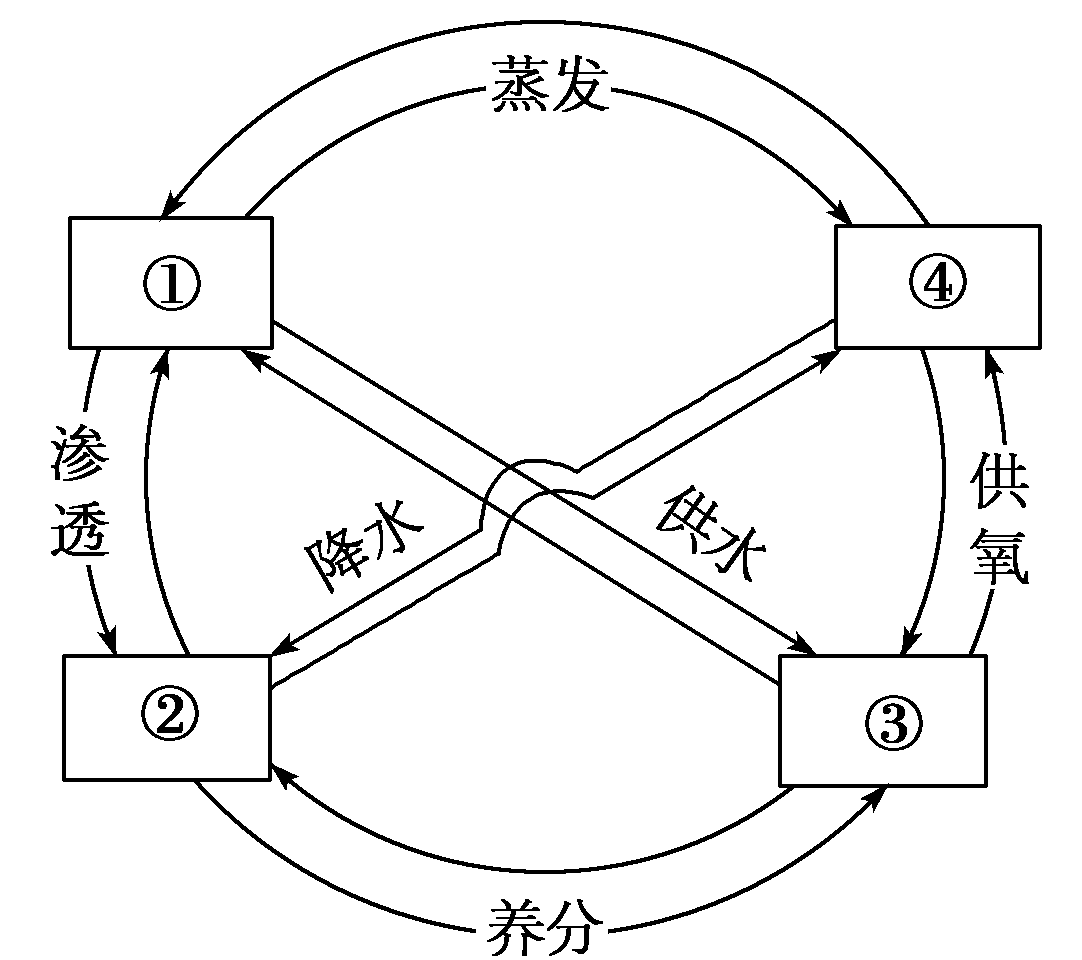 蒸发
①
④
渗透
供氧
降水
供水
②
③
养分